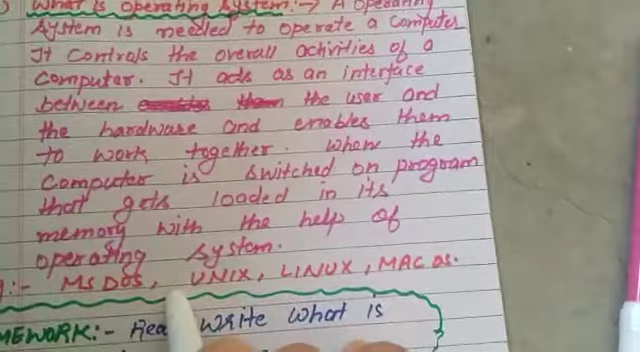 What is Operating System:→ A Operating
System is needed to operate a Computer
It Controls the overall activities of a
Computer. It acts as an interface
between the user and
the hardware and enables them
to work together. When the
Computer is switched on program
that gets loaded in its
memory with the help of
operating System.
:- MS DOS, UNIX, LINUX, MAC OS.
MEWORK:- Read Write What is